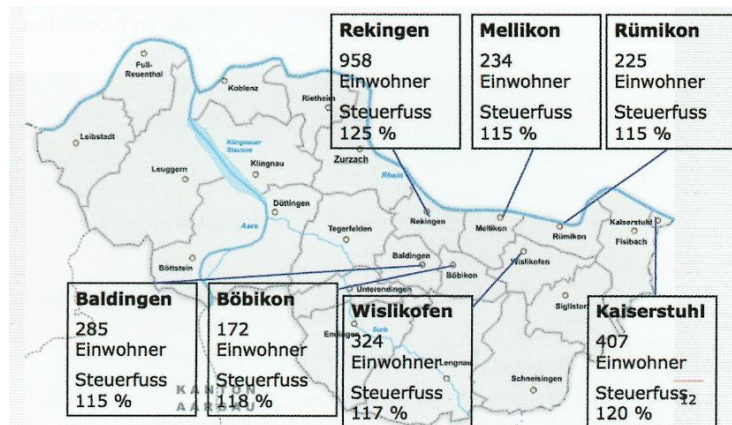 Rekingen
958
Einwohner
Steuerfuss
125 %
Mellikon
234
Einwohner
Steuerfuss
115 %
Rümikon
225
Einwohner
Steuerfuss
115 %
Full-
Reuenthal
Koblenz
Rietheim
Leibstadt
Klingnauer
Stausee
Zurzach
Klingnau
Leuggern
Rhein
Döttingen
Aare
Rekingen
Mellikon
Rümikon
Kaiserstuhl
Fisibach
Tegerfelden
Baldingen
Böbikon
Wislikofen
Böttstein
Unterendingen
Siglistorf
Endingen
Surb
Lengnau
Schneisingen
KANTON
AARGAU
Baldingen
285
Einwohner
Steuerfuss
115 %
Böbikon
172
Einwohner
Steuerfuss
118 %
Wislikofen
324
Einwohner
Steuerfuss
117 %
Kaiserstuhl
407
Einwohner
Steuerfuss
120 %
12